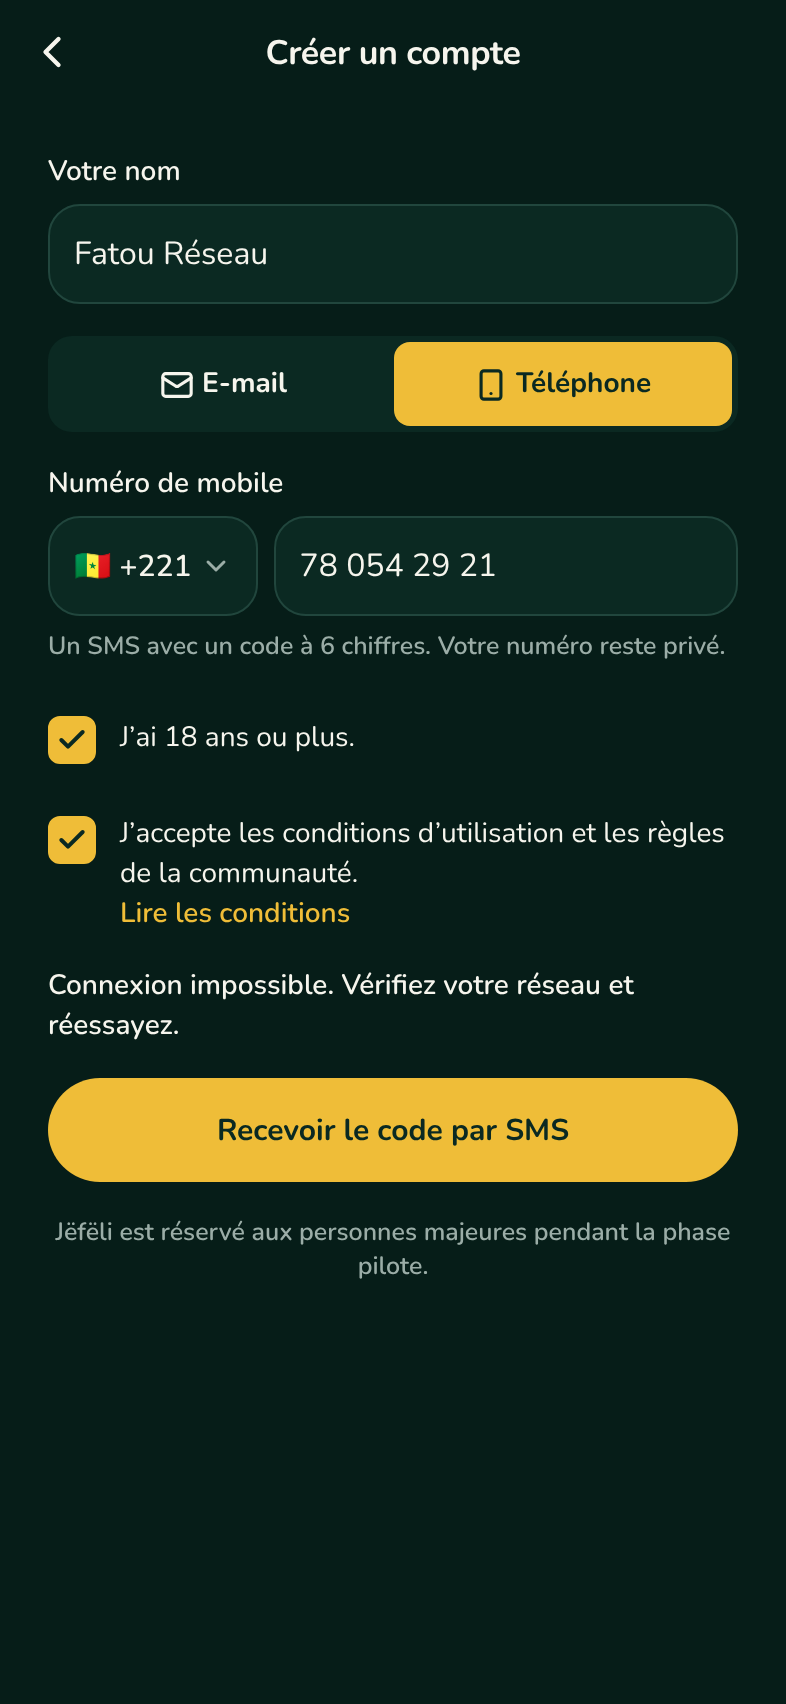 Créer un compte
Votre nom
Fatou Réseau
E-mail
Téléphone
Numéro de mobile
+221
78 054 29 21
Un SMS avec un code à 6 chiffres. Votre numéro reste privé.
J’ai 18 ans ou plus.
J’accepte les conditions d’utilisation et les règles
de la communauté.
Lire les conditions
Connexion impossible. Vérifiez votre réseau et
réessayez.
Recevoir le code par SMS
Jëfëli est réservé aux personnes majeures pendant la phase
pilote.